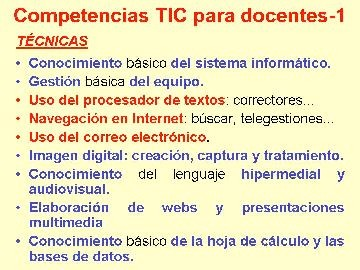 Competencias TIC para docentes-1
TÉCNICAS
• Conocimiento básico del sistema informático.
• Gestión básica del equipo.
• Uso del procesador de textos: correctores...
• Navegación en Internet: búscar, telegestiones...
• Uso del correo electrónico.
• Imagen digital: creación, captura y tratamiento.
• Conocimiento del lenguaje hipermedial y
audiovisual.
• Elaboración de webs y presentaciones
multimedia
• Conocimiento básico de la hoja de cálculo y las
bases de datos.